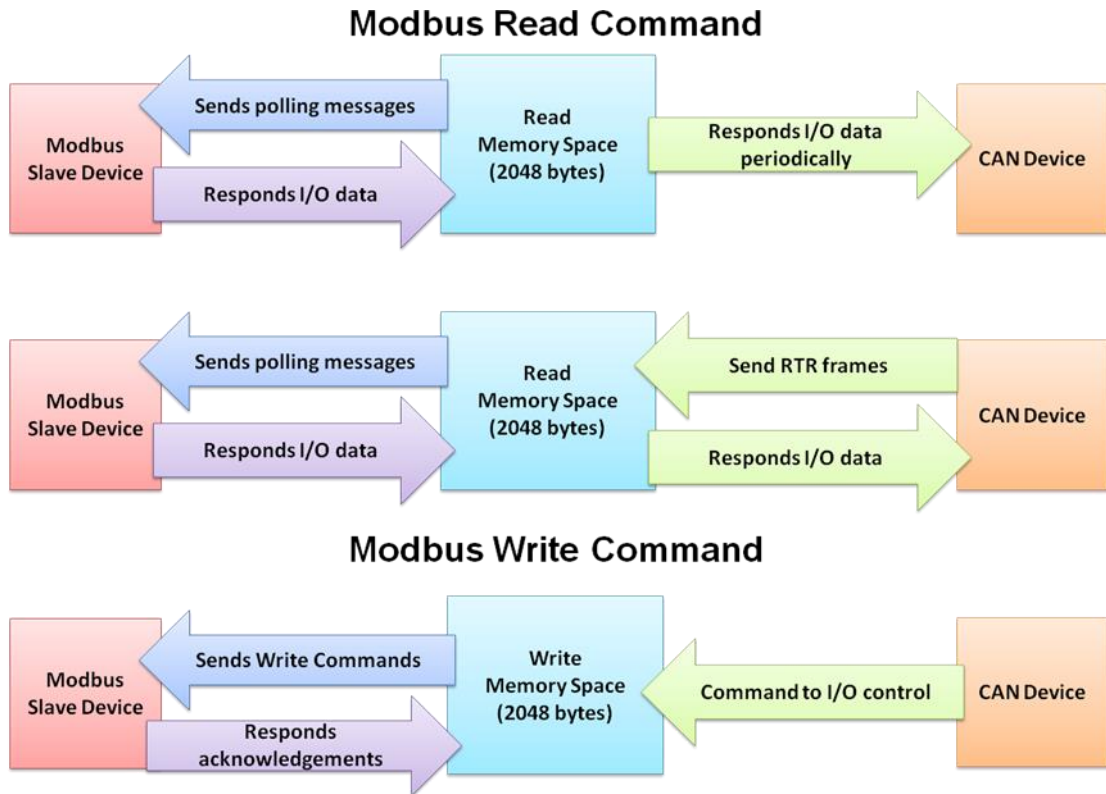 Modbus Read Command
Sends polling messages
Modbus
Slave Device
Responds I/O data
Read
Memory Space
(2048 bytes)
Responds I/O data
periodically
CAN Device
Sends polling messages
Modbus
Slave Device
Responds I/O data
Read
Memory Space
(2048 bytes)
Send RTR frames
Responds I/O data
CAN Device
Modbus Write Command
Sends Write Commands
Modbus
Slave Device
Responds
acknowledgements
Write
Memory Space
(2048 bytes)
Command to I/O control
CAN Device